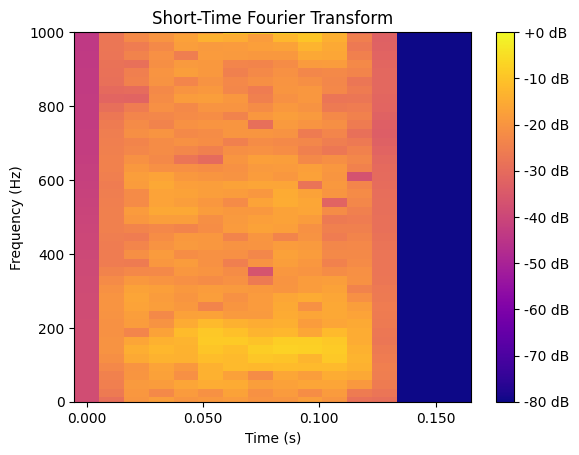 Short-Time Fourier Transform
1000
800
600
400
200
0
Frequency (Hz)
0.000
0.050
0.100
0.150
Time (s)
+0 dB
-10 dB
-20 dB
-30 dB
-40 dB
-50 dB
-60 dB
-70 dB
-80 dB